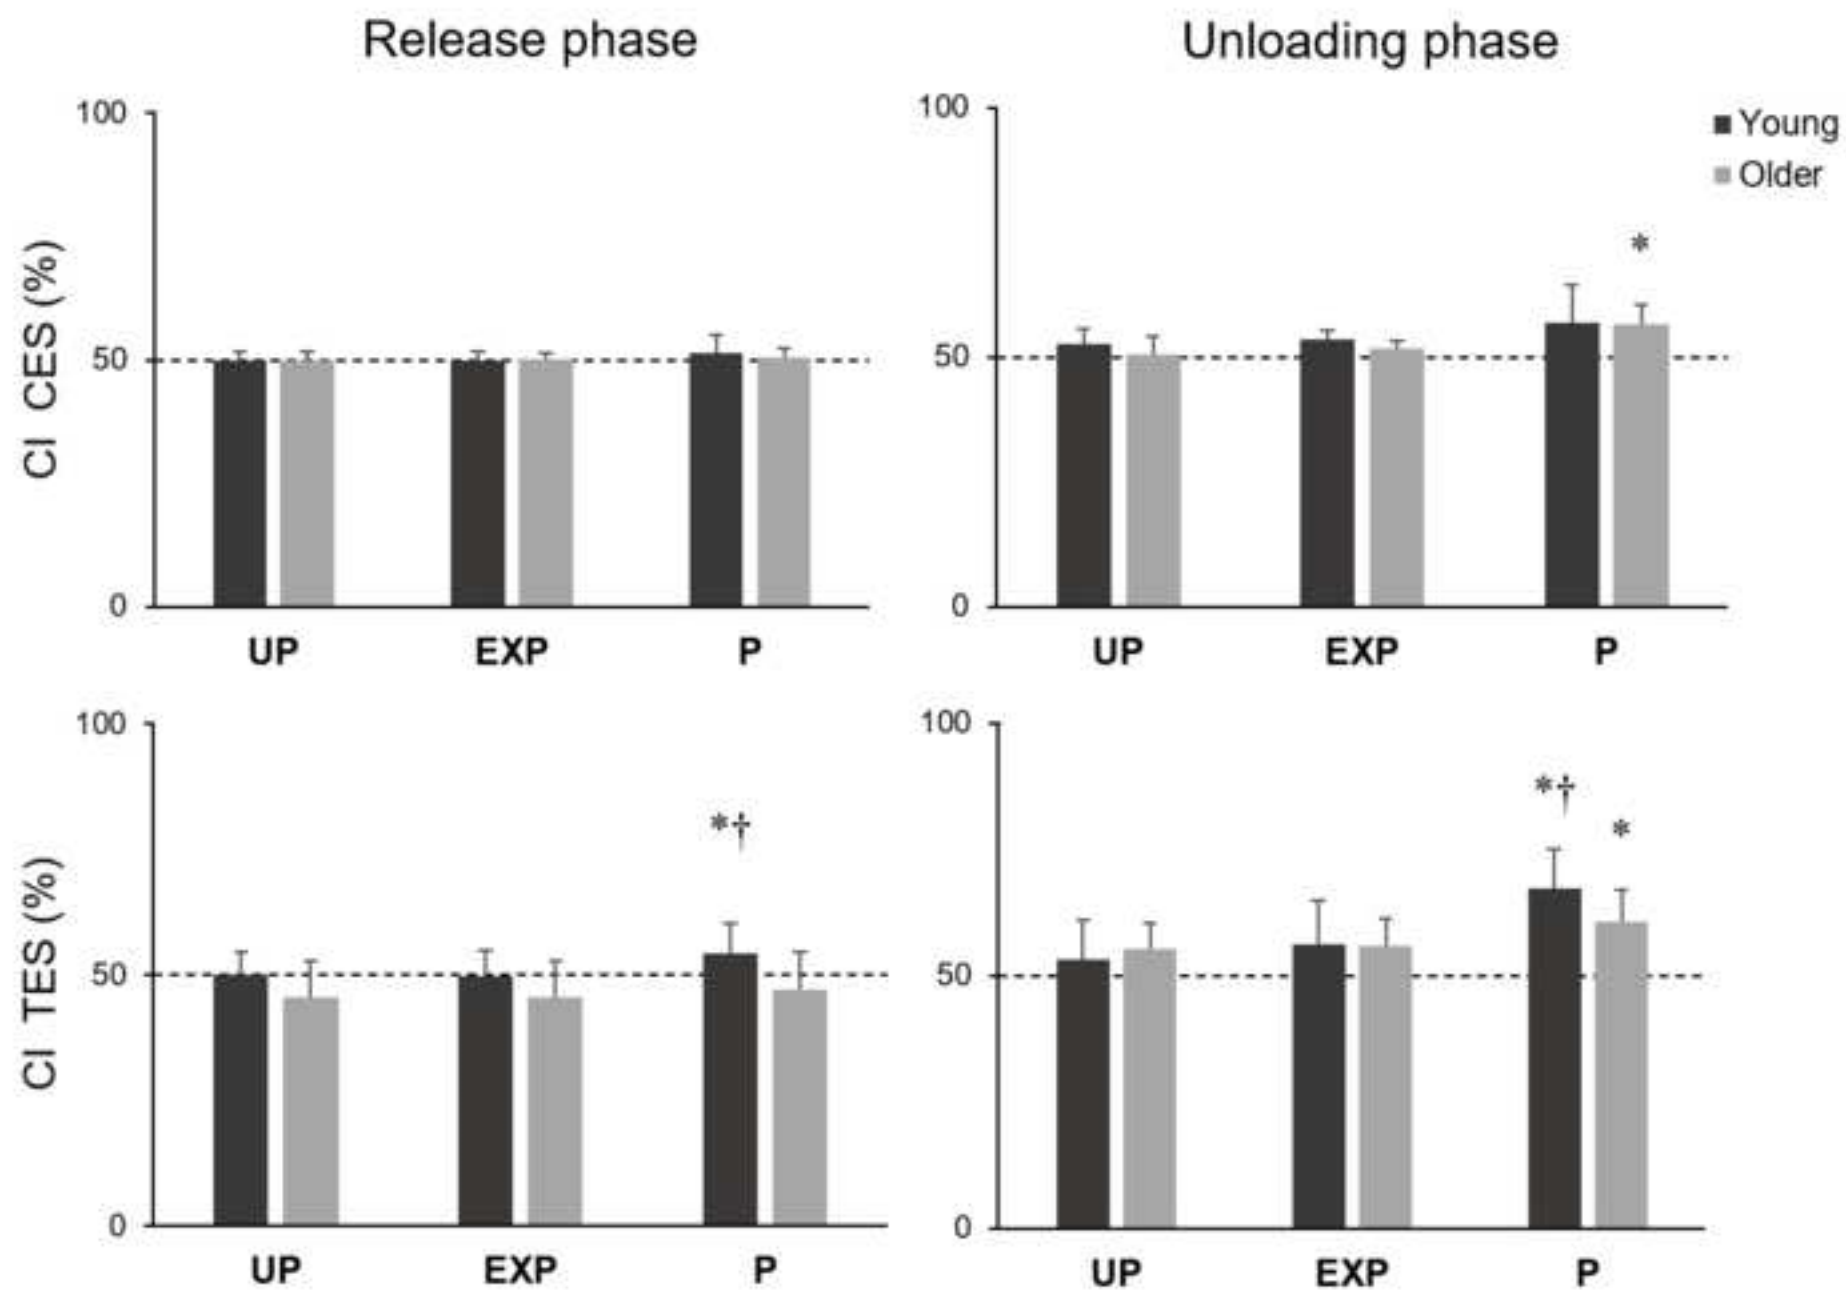 Release phase
Unloading phase
100
50
0
CI CES (%)
UP EXP P
100
50
0
*
UP EXP P
Young
Older
100
50
0
CI TES (%)
*†
UP EXP P
100
50
0
*†
*
UP EXP P